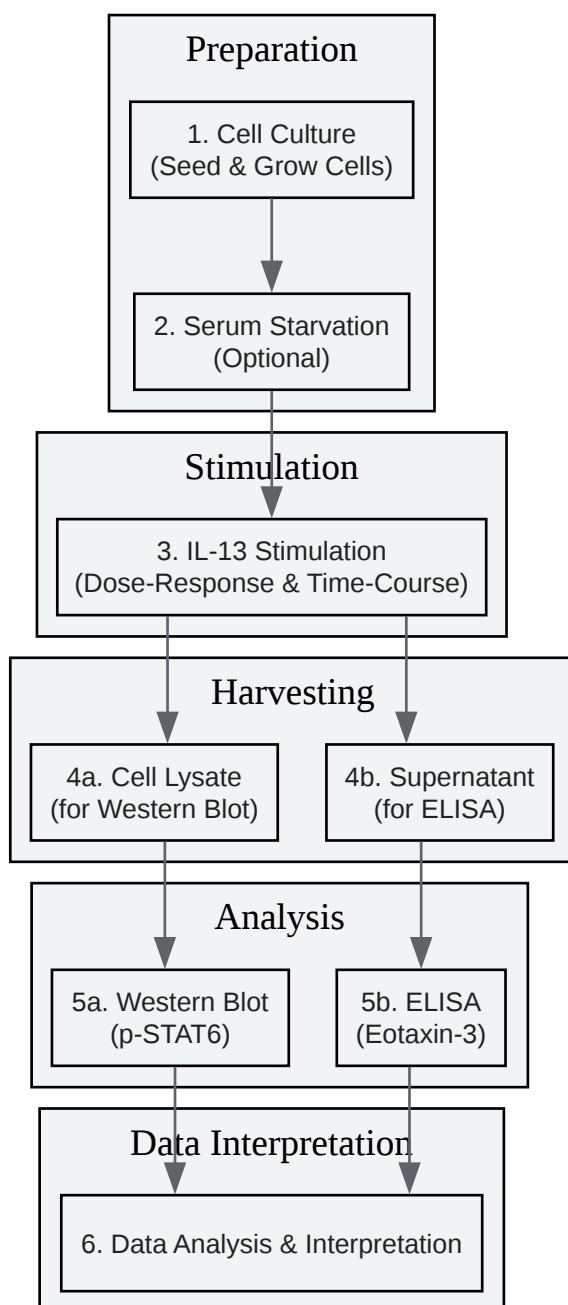 Preparation
1. Cell Culture
(Seed & Grow Cells)
2. Serum Starvation
(Optional)
Stimulation
3. IL-13 Stimulation
(Dose-Response & Time-Course)
Harvesting
4a. Cell Lysate
(for Western Blot)
4b. Supernatant
(for ELISA)
Analysis
5a. Western Blot
(p-STAT6)
5b. ELISA
(Eotaxin-3)
Data Interpretation
6. Data Analysis & Interpretation